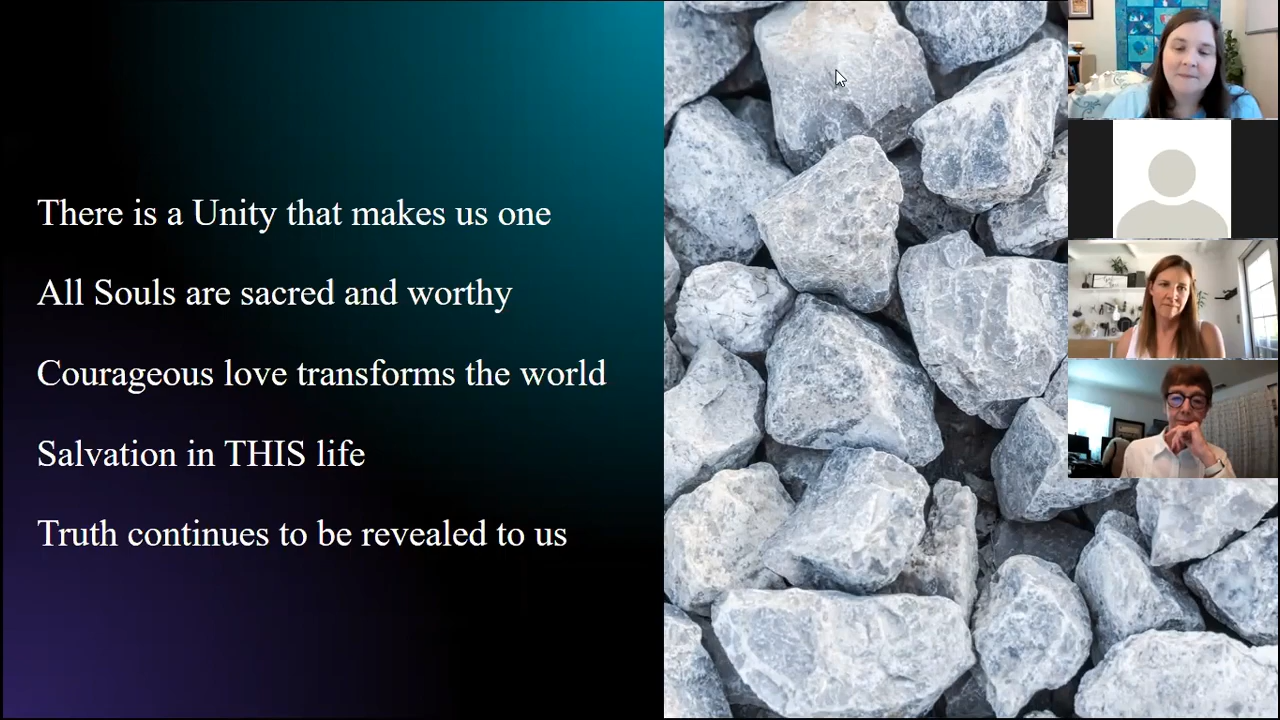 There is a Unity that makes us one
All Souls are sacred and worthy
Courageous love transforms the world
Salvation in THIS life
Truth continues to be revealed to us